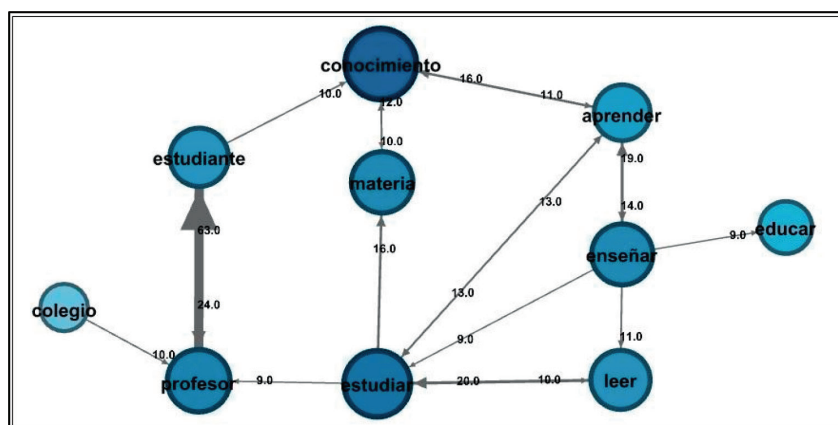 conocimiento
16.0
12.0
11.0
10.0
aprender
estudiante
10.0
19.0
materia
13.0
14.0
63.0
educar
9.0
16.0
enseñar
13.0
24.0
colegio
9.0
11.0
10.0
profesor
9.0
estudiar
20.0
10.0
leer